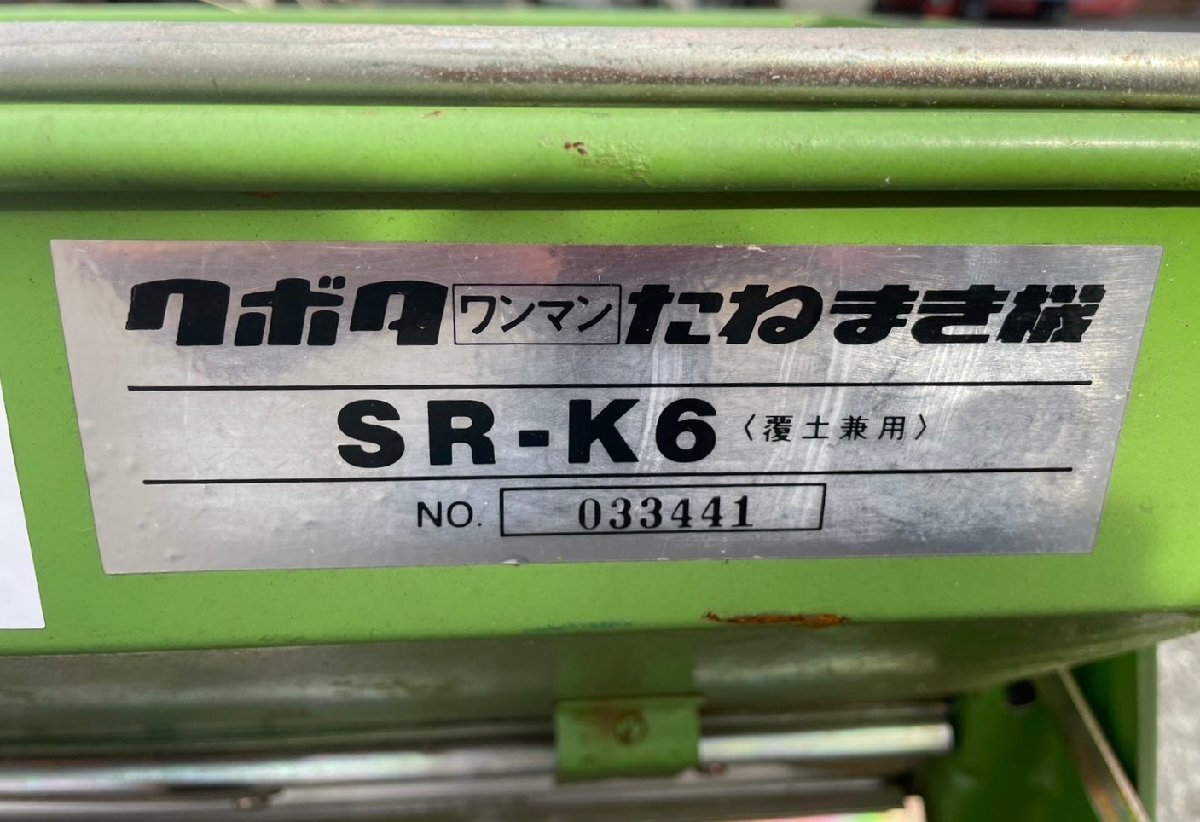 クボタ ワンマン たねまき機
SR-K6 〈覆土兼用〉
NO. 033441